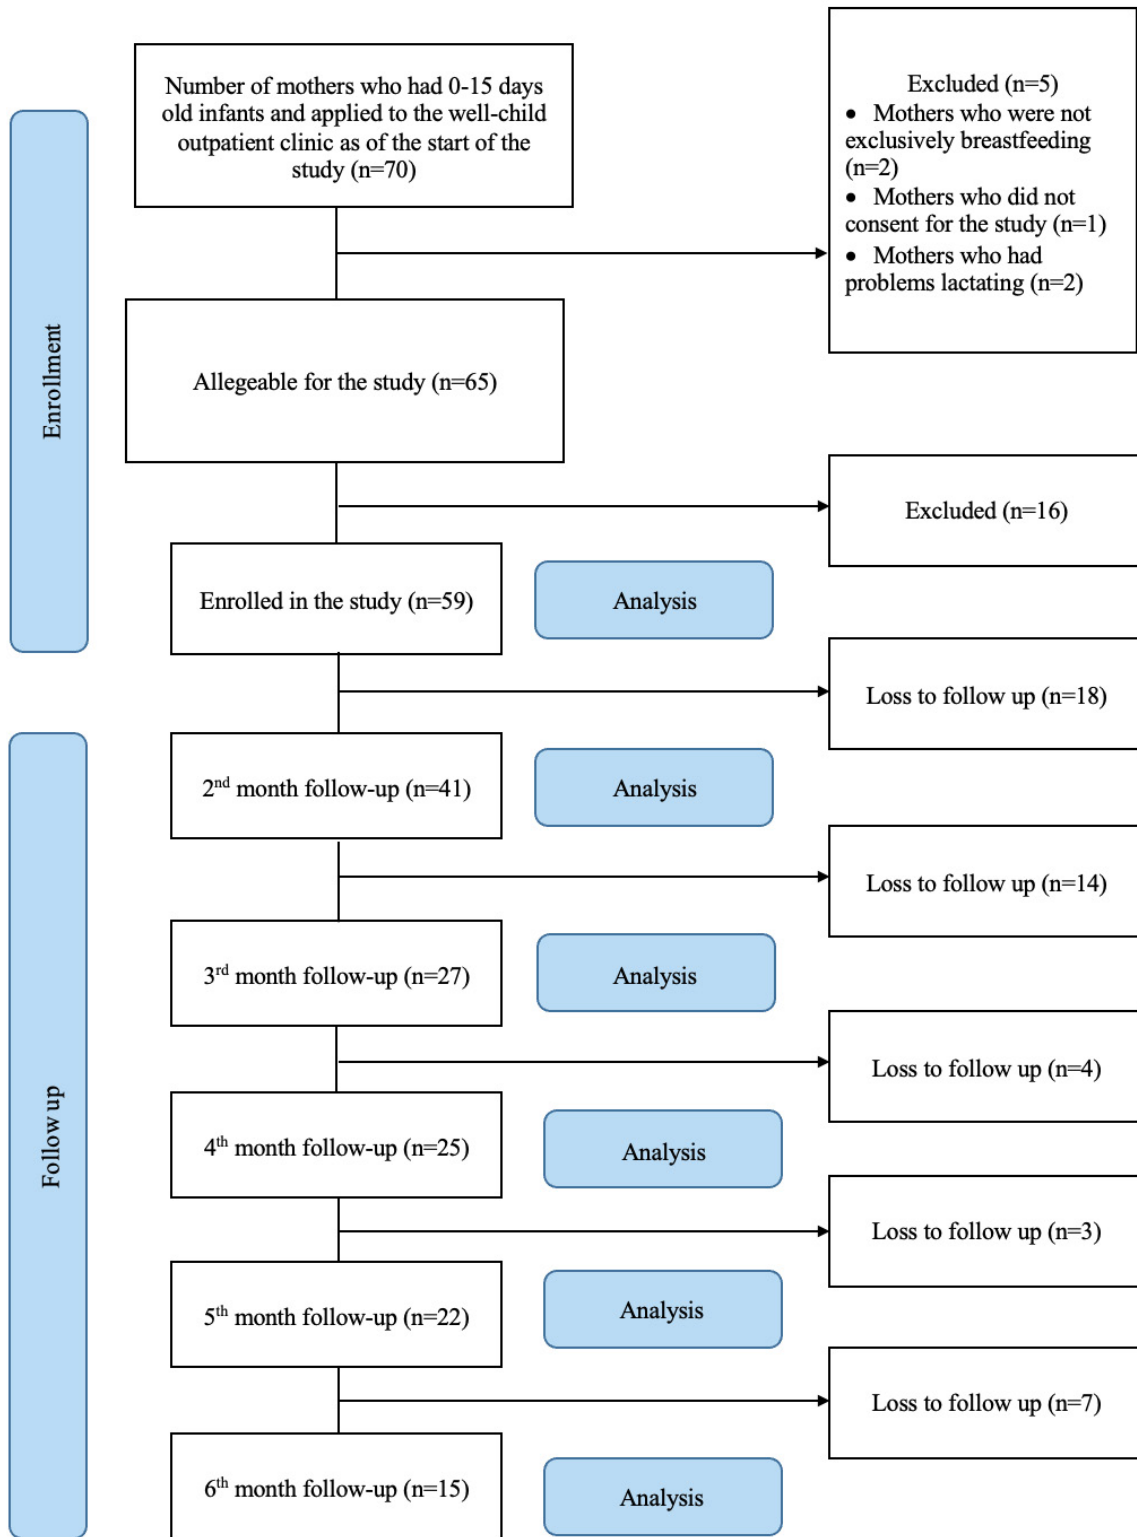 Number of mothers who had 0-15 days
old infants and applied to the well-child
outpatient clinic as of the start of the
study (n=70)
Excluded (n=5)
• Mothers who were not
exclusively breastfeeding
(n=2)
• Mothers who did not
consent for the study (n=1)
• Mothers who had
problems lactating (n=2)
Enrollment
Allegeable for the study (n=65)
Excluded (n=16)
Enrolled in the study (n=59)
Analysis
Loss to follow up (n=18)
Follow up
2nd month follow-up (n=41)
Analysis
Loss to follow up (n=14)
3rd month follow-up (n=27)
Analysis
Loss to follow up (n=4)
4th month follow-up (n=25)
Analysis
Loss to follow up (n=3)
5th month follow-up (n=22)
Analysis
Loss to follow up (n=7)
6th month follow-up (n=15)
Analysis